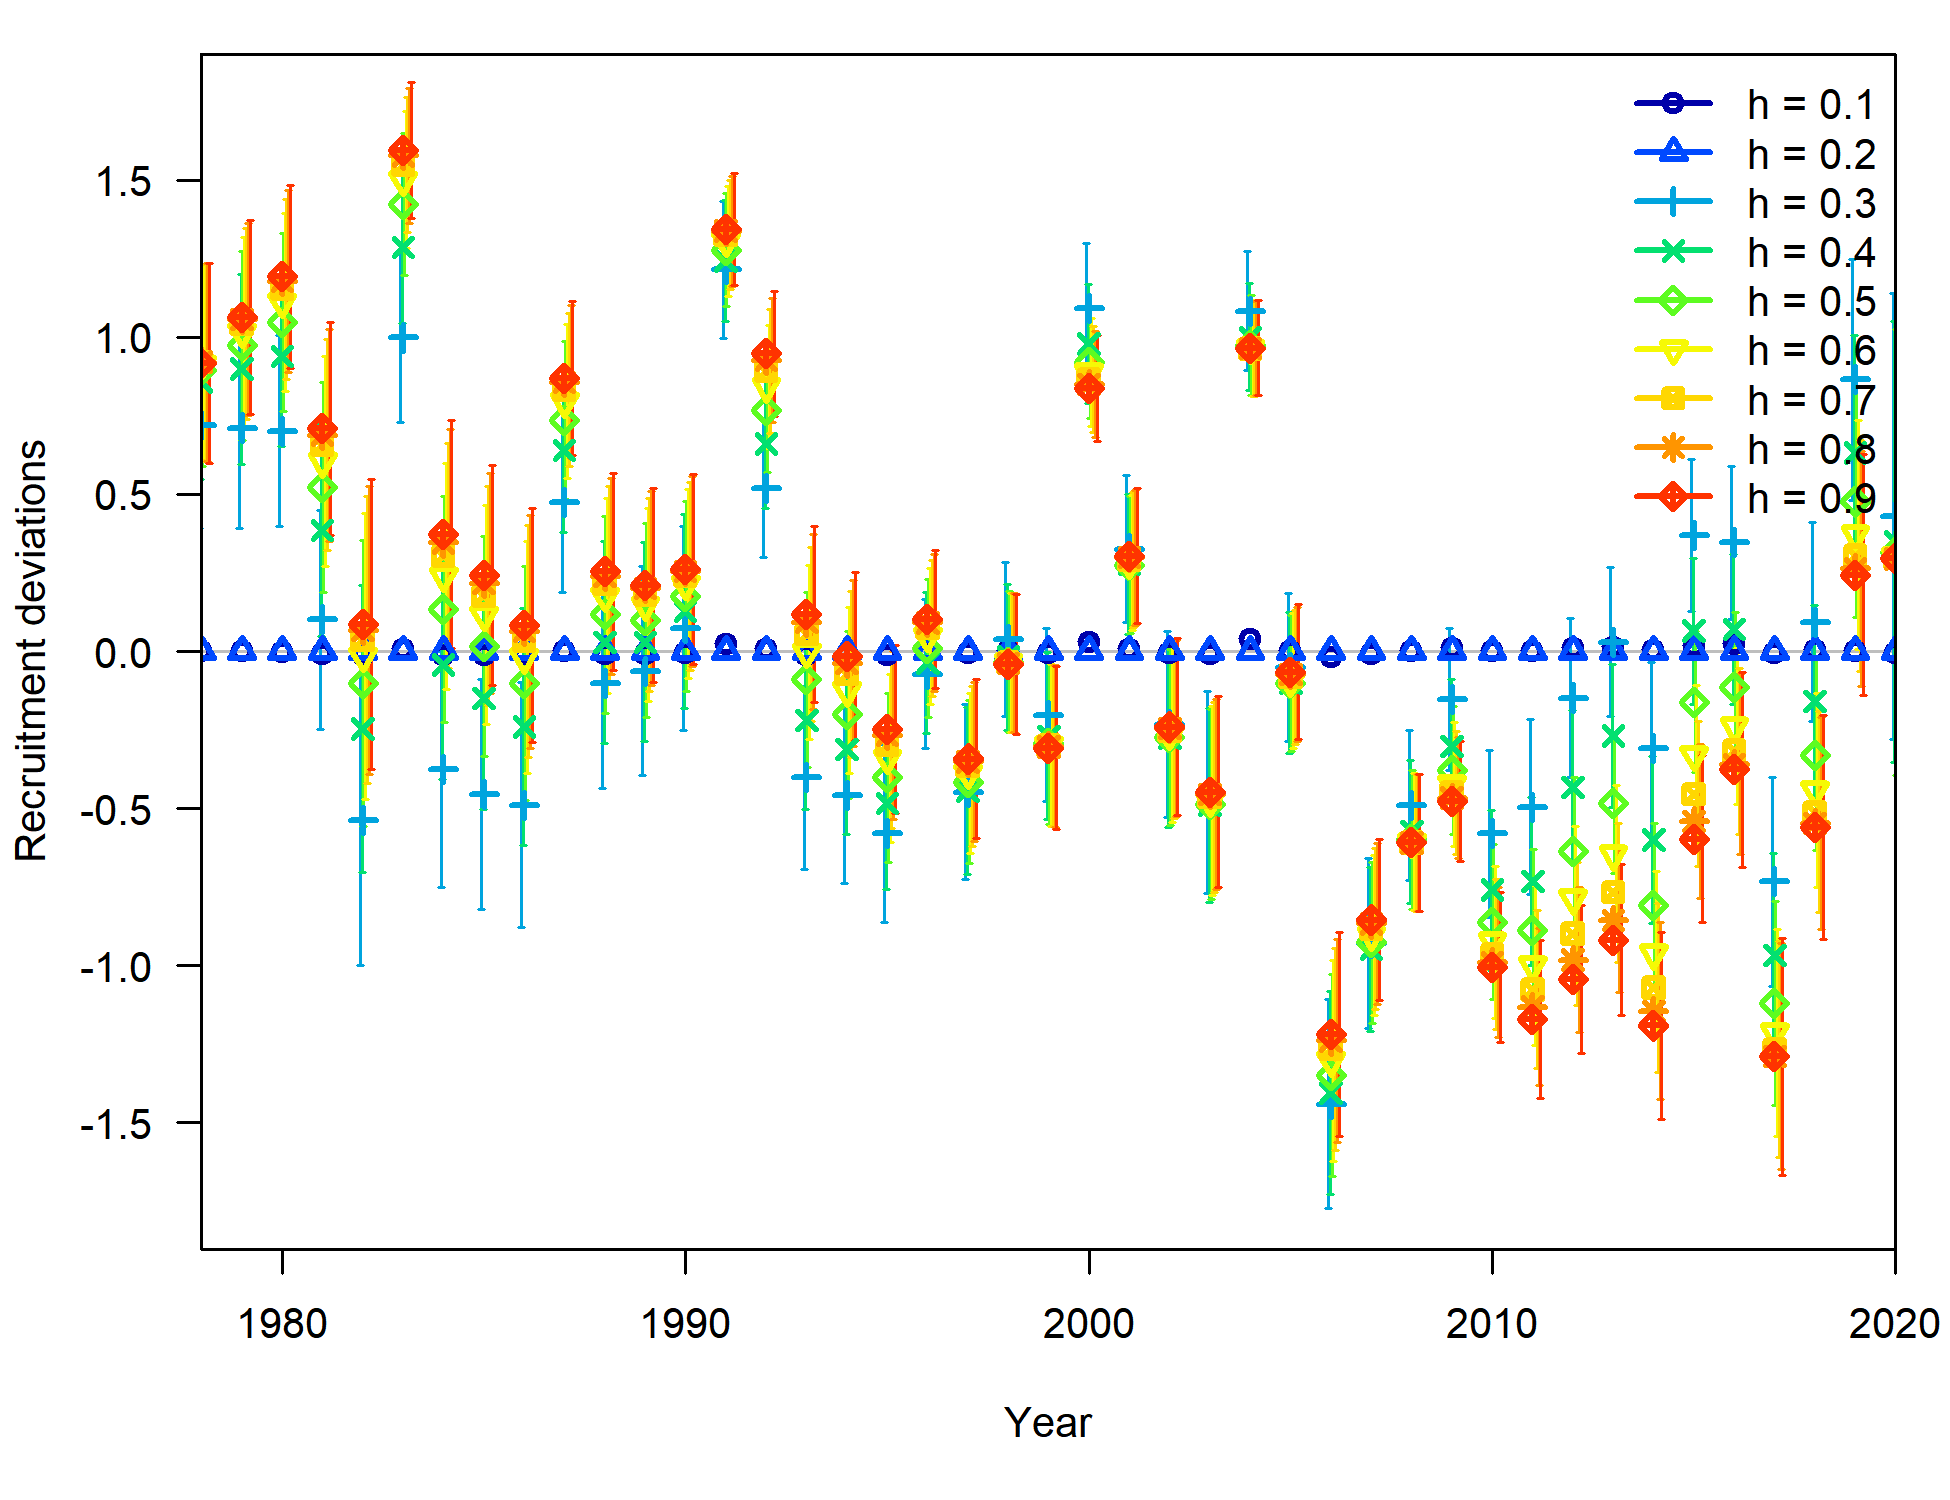 h = 0.1
h = 0.2
h = 0.3
h = 0.4
h = 0.5
h = 0.6
h = 0.7
h = 0.8
h = 0.9
1.5
1.0
0.5
0.0
-0.5
-1.0
-1.5
Recruitment deviations
1980 1990 2000 2010 2020
Year